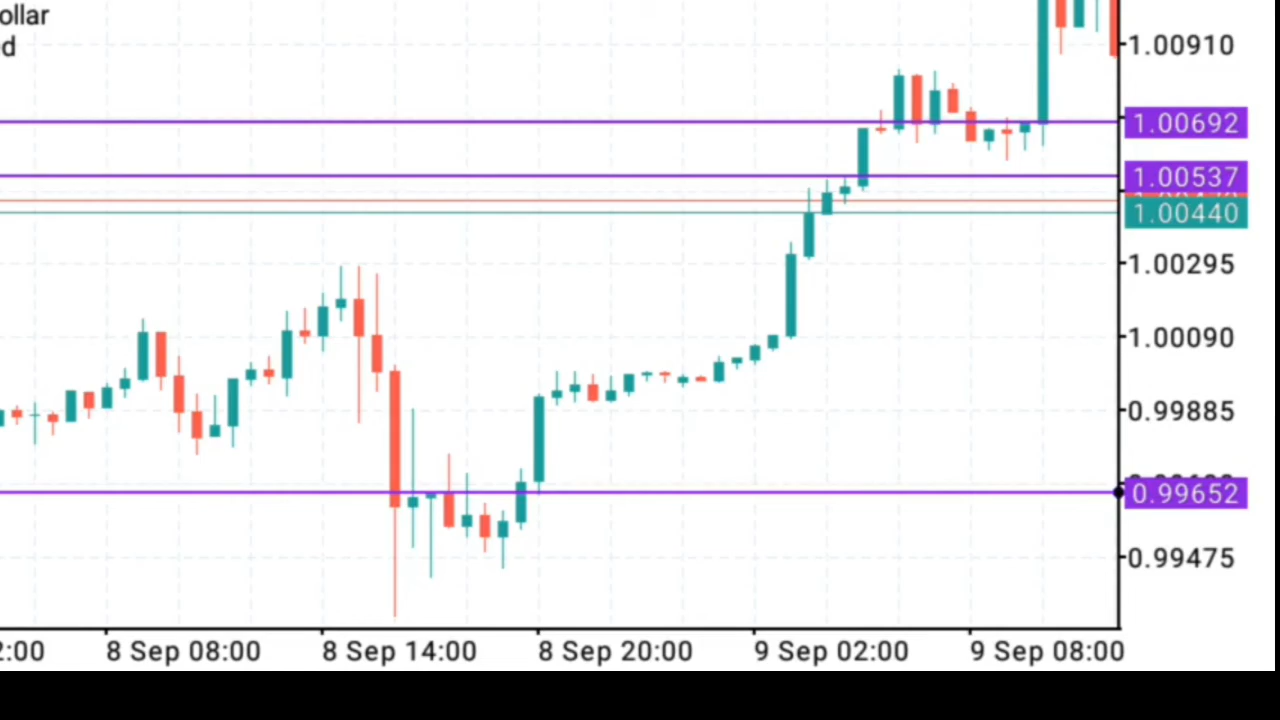 ollar
d
1.00910
1.00692
1.00537
1.00440
1.00295
1.00090
0.99885
0.99652
0.99475
2:00
8 Sep 08:00
8 Sep 14:00
8 Sep 20:00
9 Sep 02:00
9 Sep 08:00